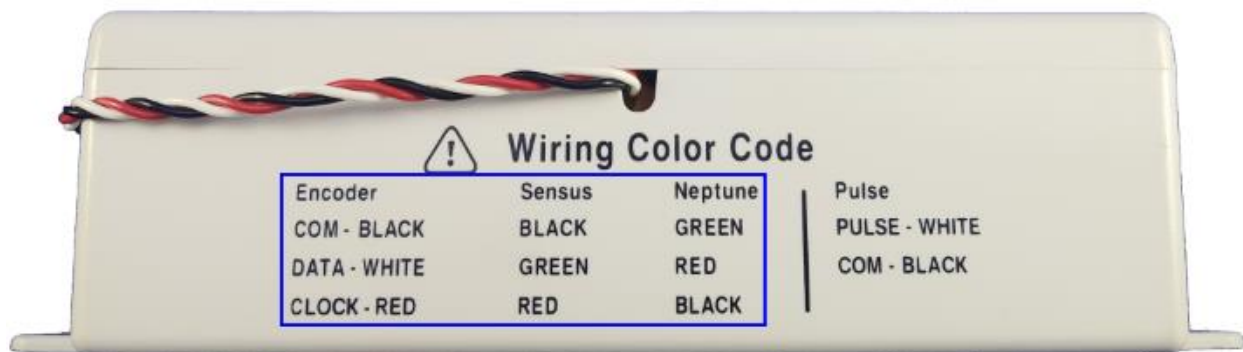 Wiring Color Code
Encoder Sensus Neptune Pulse
COM - BLACK BLACK GREEN PULSE - WHITE
DATA - WHITE GREEN RED COM - BLACK
CLOCK - RED RED BLACK